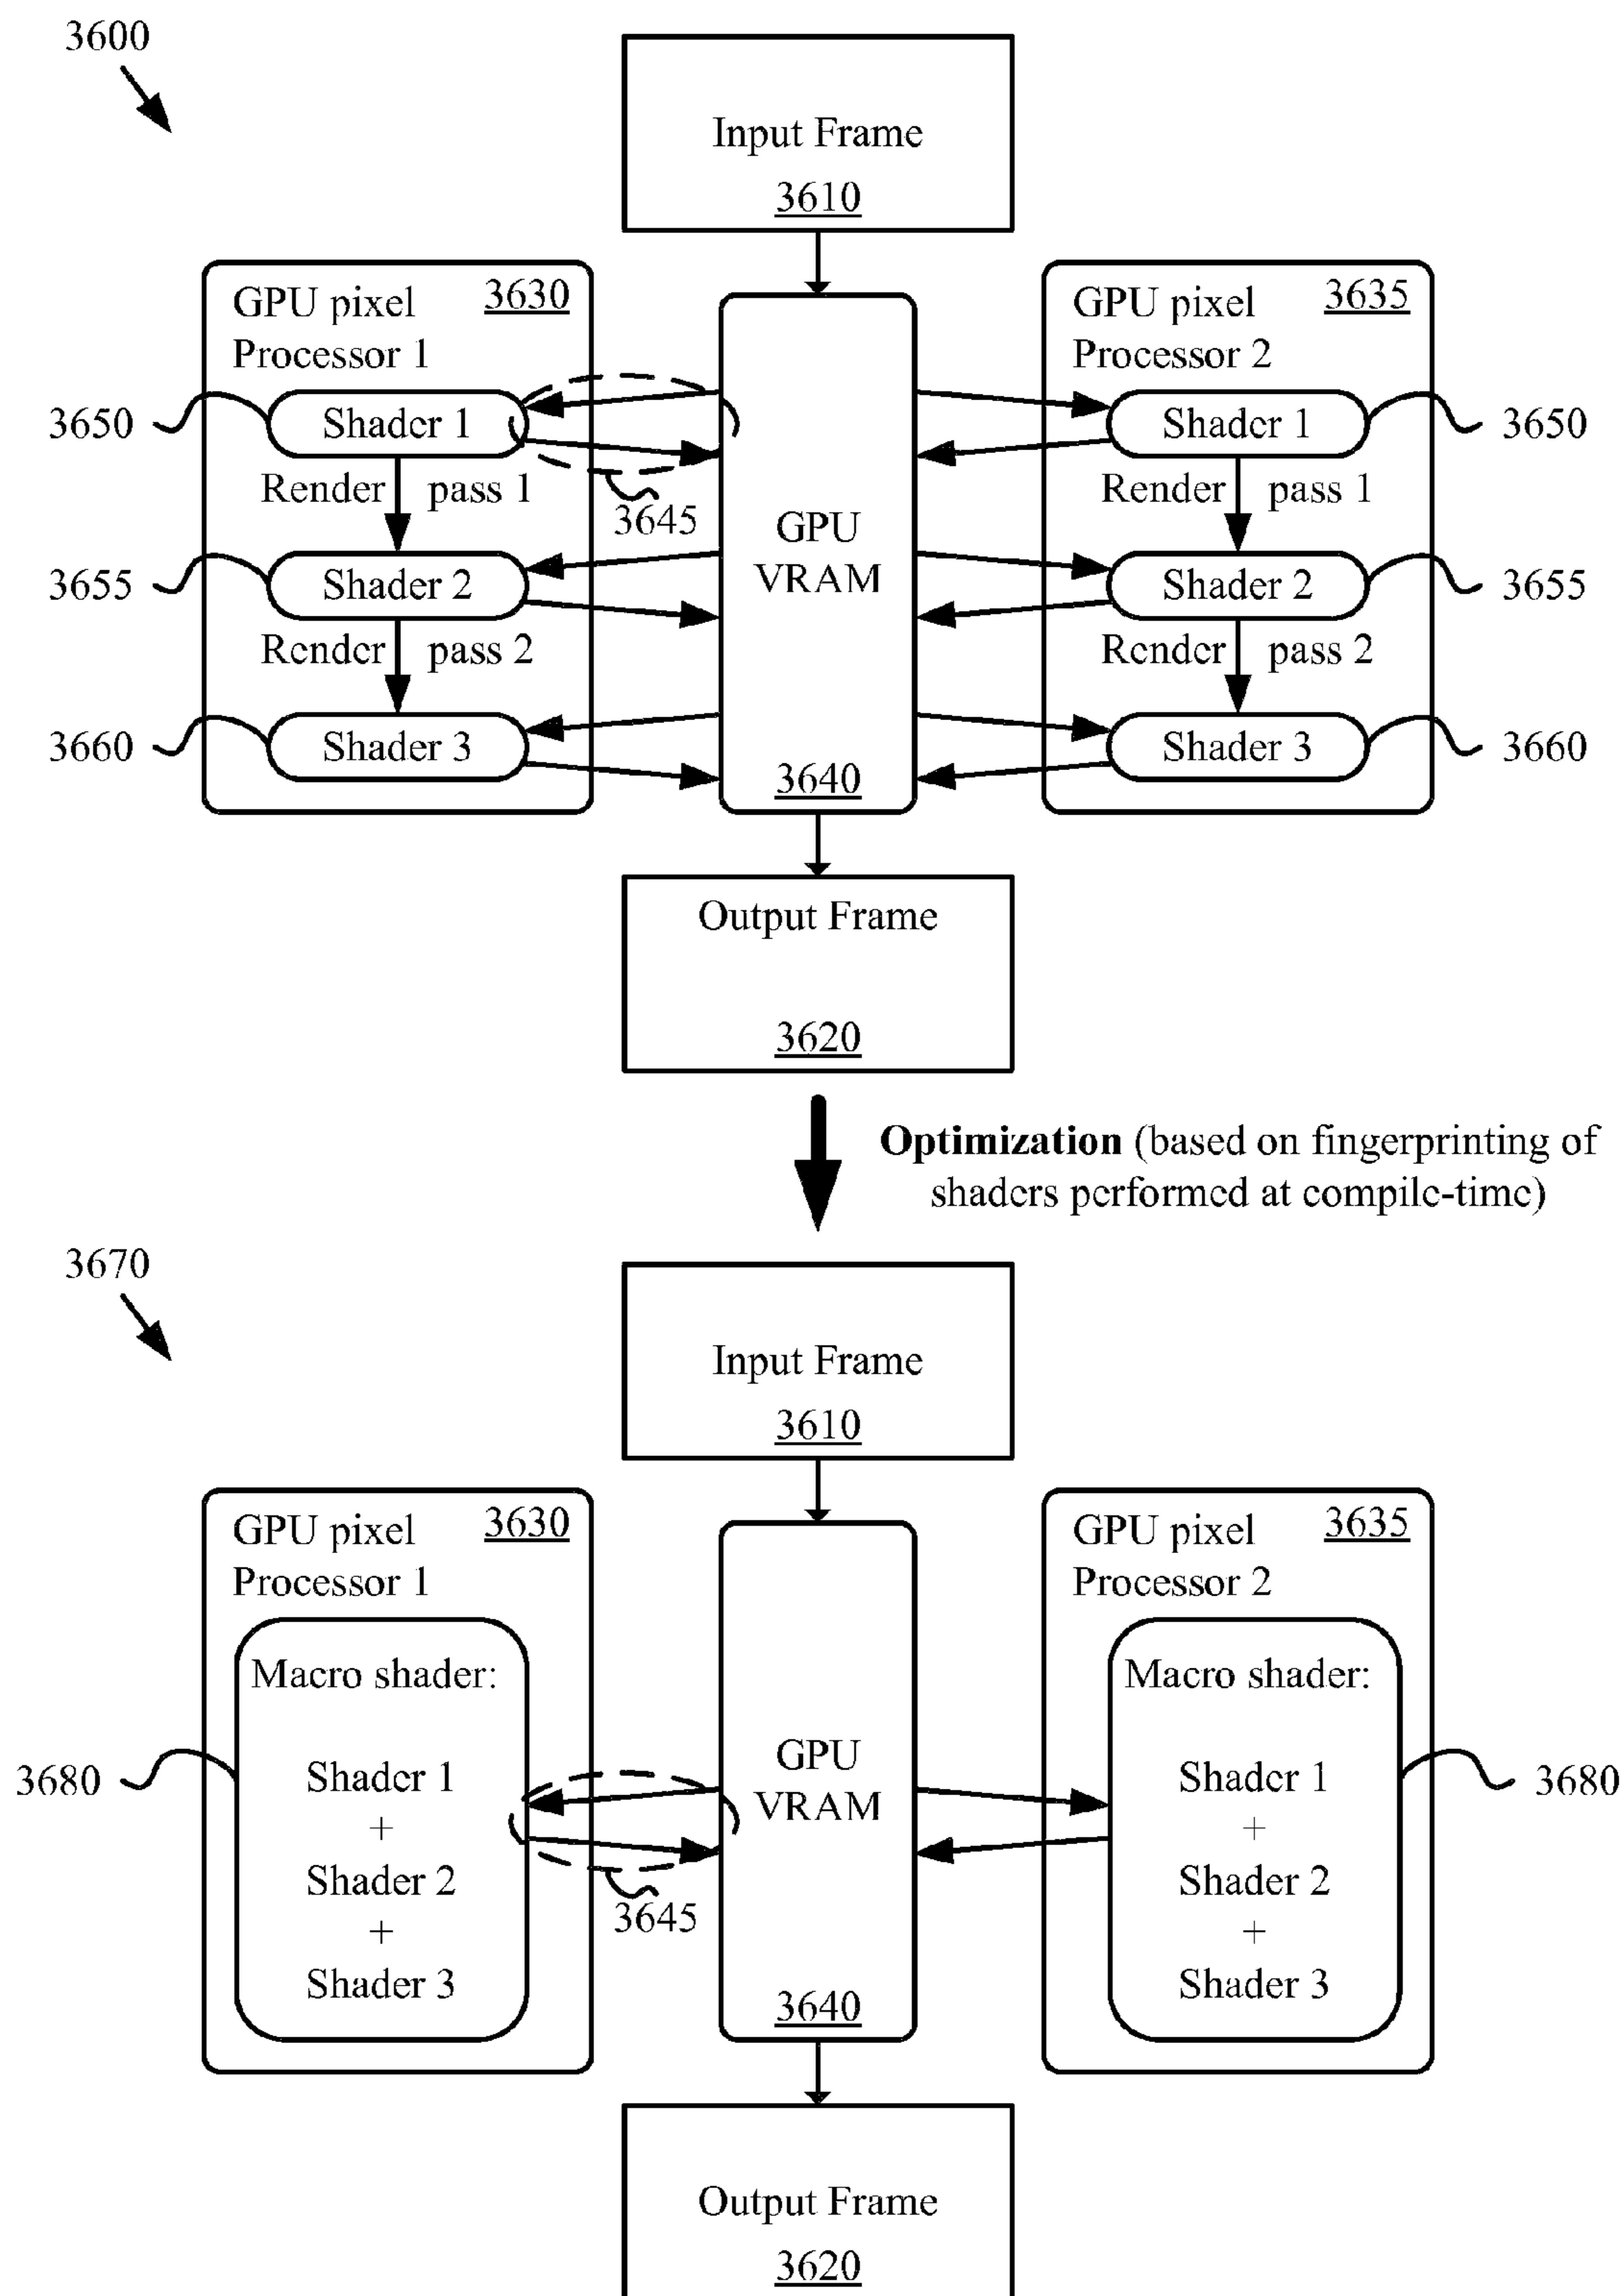 3600
Input Frame
3610
GPU pixel
Processor 1
3630
GPU pixel
Processor 2
3635
3650
Shader 1
Shader 1
3650
Render pass 1
3645
Render pass 1
GPU
VRAM
3655
Shader 2
Shader 2
3655
Render pass 2
Render pass 2
3660
Shader 3
3640
Shader 3
3660
Output Frame
3620
Optimization (based on fingerprinting of
shaders performed at compile-time)
3670
Input Frame
3610
GPU pixel
Processor 1
3630
GPU pixel
Processor 2
3635
Macro shader:
Shader 1
+
Shader 2
+
Shader 3
3680
3645
GPU
VRAM
3640
Macro shader:
Shader 1
+
Shader 2
+
Shader 3
3680
Output Frame
3620